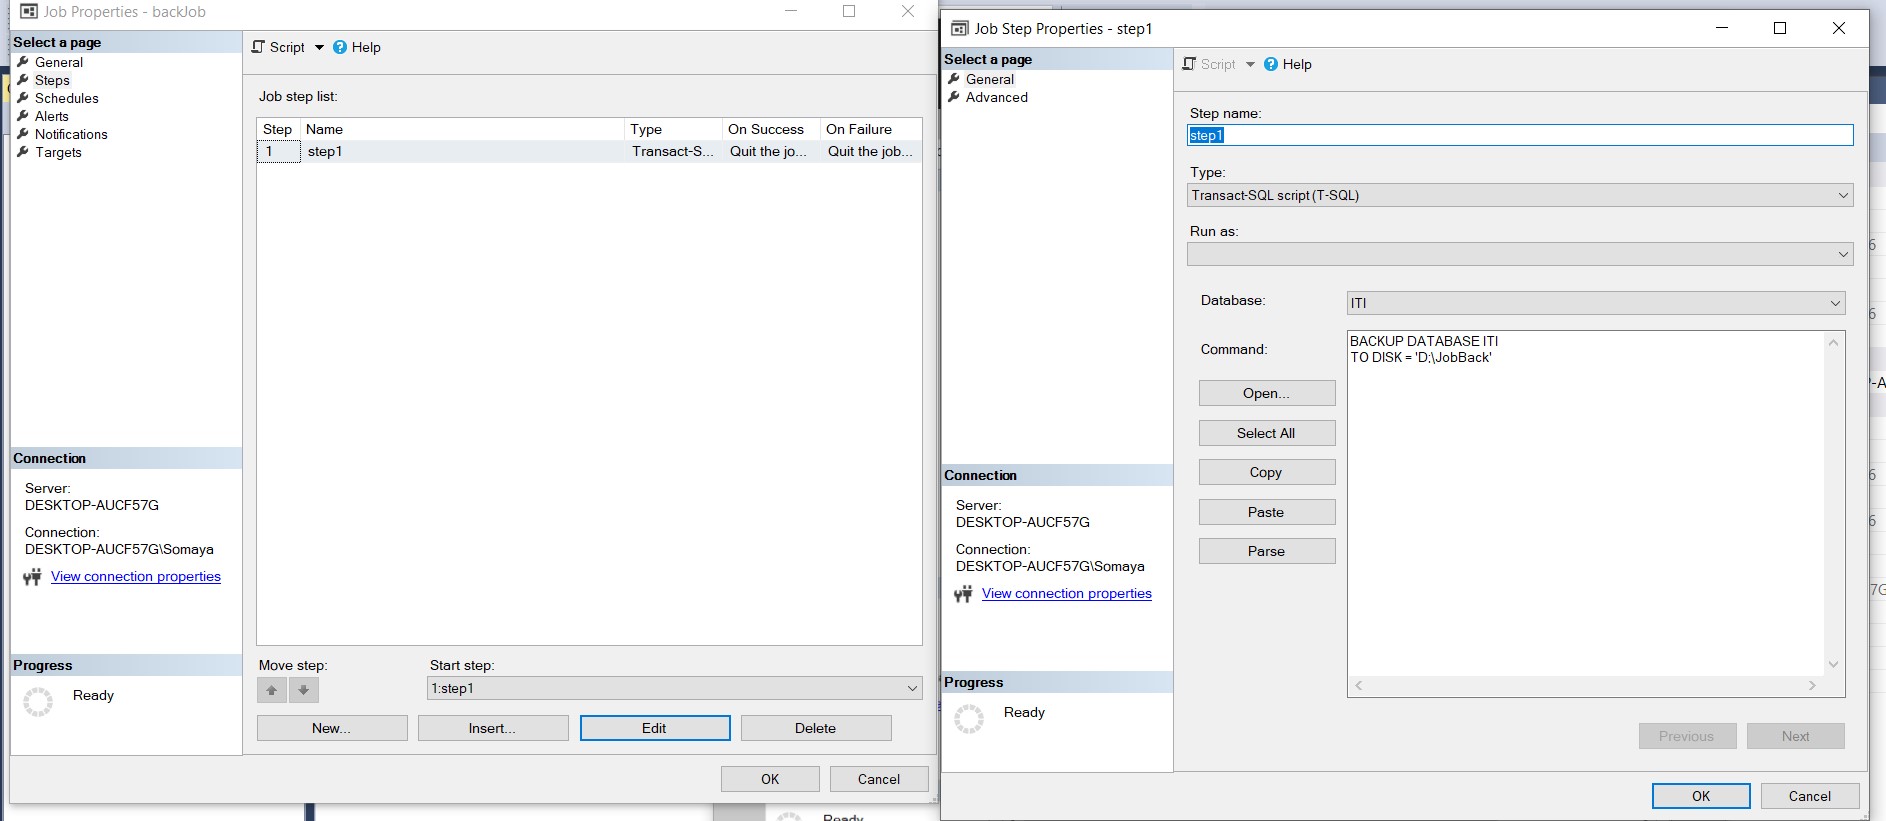 Job Properties - backJob
Select a page
General
Steps
Schedules
Alerts
Notifications
Targets
Script
Help
Job step list:
Step Name Type On Success On Failure
1 step1 Transact-S... Quit the jo... Quit the job...
Connection
Server:
DESKTOP-AUCF57G
Connection:
DESKTOP-AUCF57G\Somaya
View connection properties
Progress
Ready
Move step:
Start step:
1:step1
New...
Insert...
Edit
Delete
OK
Cancel
Job Step Properties - step1
Select a page
General
Advanced
Script
Help
Step name:
step1
Type:
Transact-SQL script (T-SQL)
Run as:
Database:
ITI
Command:
BACKUP DATABASE ITI
TO DISK = 'D;\JobBack'
Open...
Select All
Copy
Paste
Parse
Connection
Server:
DESKTOP-AUCF57G
Connection:
DESKTOP-AUCF57G\Somaya
View connection properties
Progress
Ready
Previous
Next
OK
Cancel
Ready